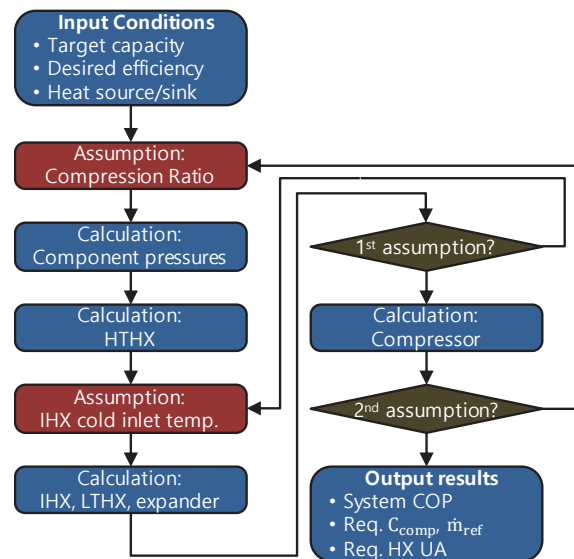 Input Conditions
• Target capacity
• Desired efficiency
• Heat source/sink
Assumption:
Compression Ratio
Calculation:
Component pressures
Calculation:
HTHX
Assumption:
IHX cold inlet temp.
Calculation:
IHX, LTHX, expander
1st assumption?
Calculation:
Compressor
2nd assumption?
Output results
• System COP
• Req. C_comp, ṁ_ref
• Req. HX UA